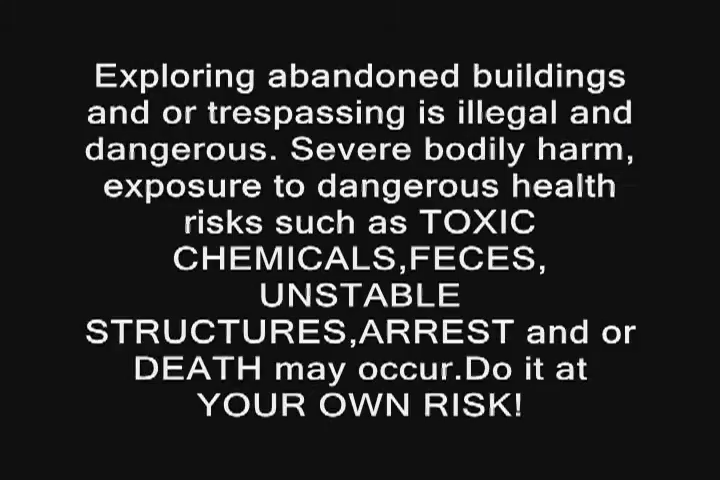 Exploring abandoned buildings
and or trespassing is illegal and
dangerous. Severe bodily harm,
exposure to dangerous health
risks such as TOXIC
CHEMICALS,FECES,
UNSTABLE
STRUCTURES,ARREST and or
DEATH may occur.Do it at
YOUR OWN RISK!